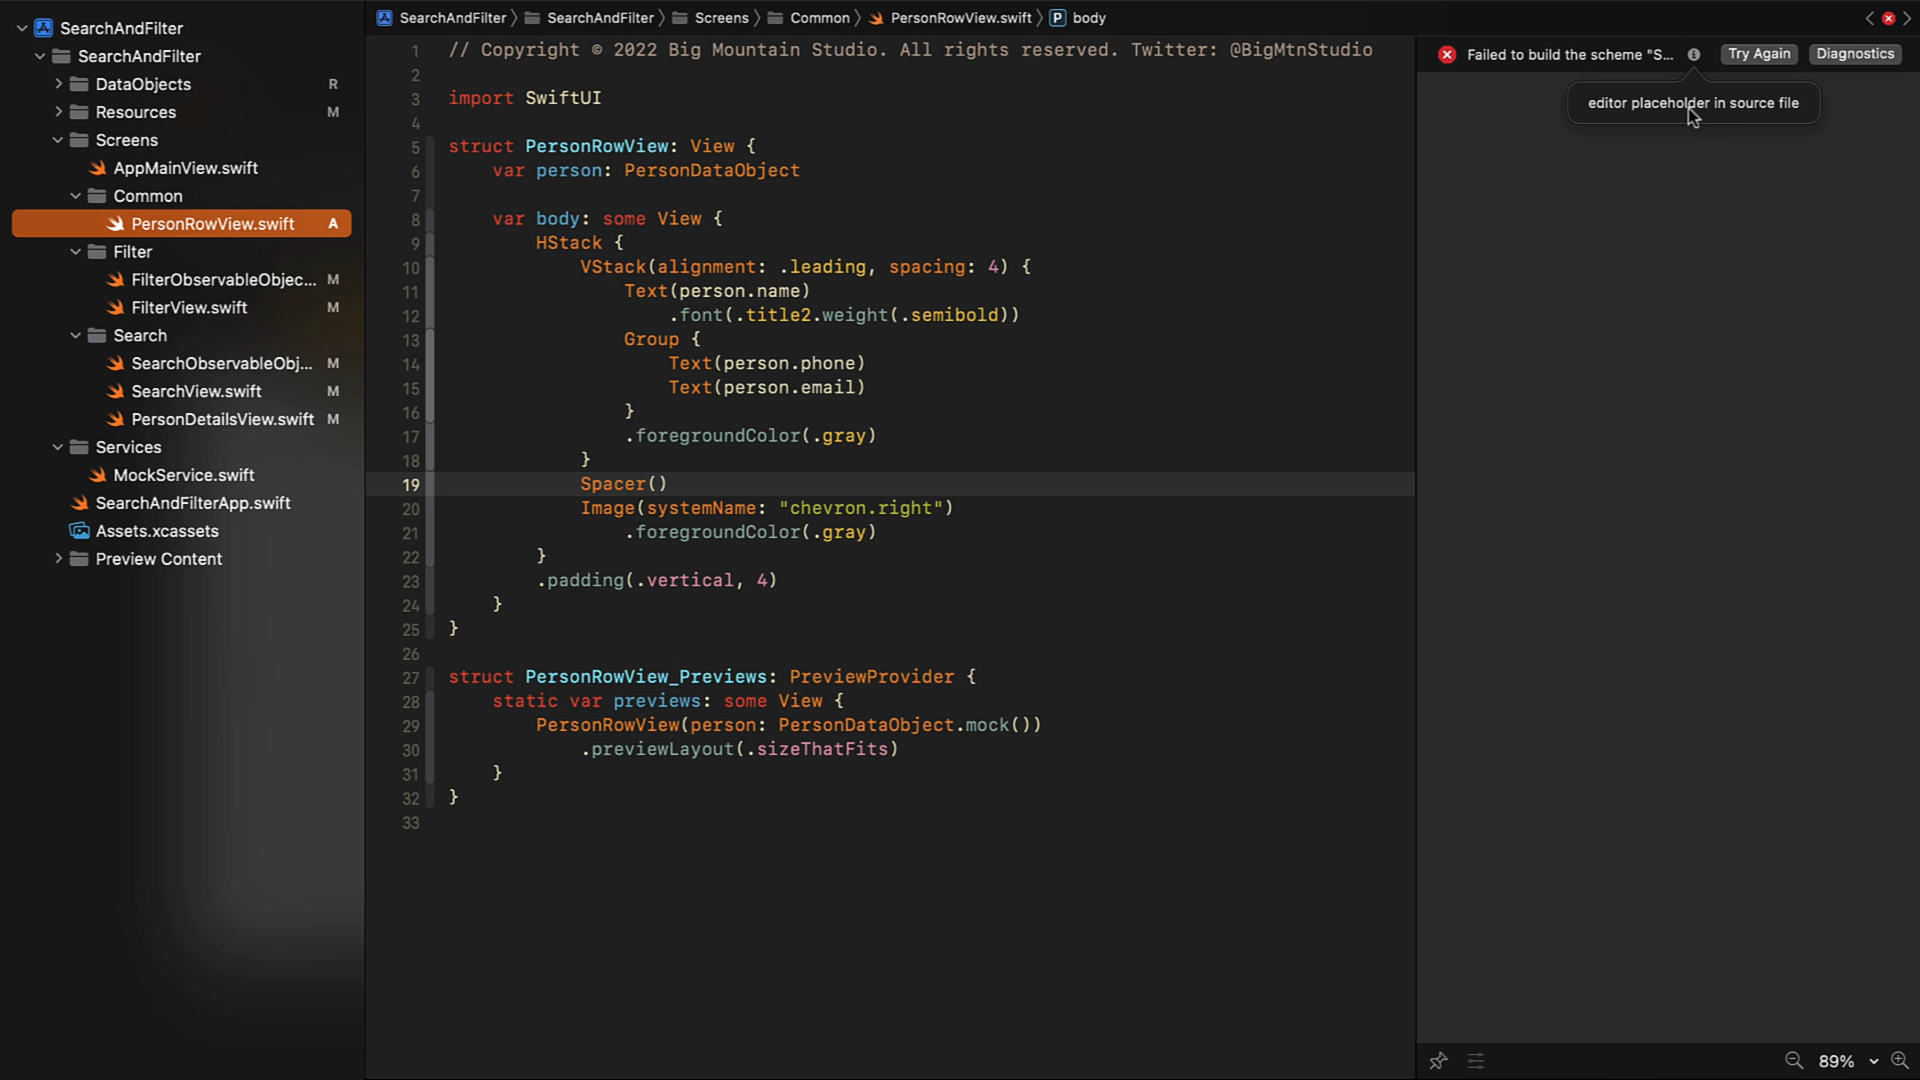 SearchAndFilter
SearchAndFilter
DataObjects R
Resources M
Screens
AppMainView.swift
Common
PersonRowView.swift A
Filter
FilterObservableObjec... M
FilterView.swift M
Search
SearchObservableObj... M
SearchView.swift M
PersonDetailsView.swift M
Services
MockService.swift
SearchAndFilterApp.swift
Assets.xcassets
Preview Content
SearchAndFilter SearchAndFilter Screens Common PersonRowView.swift P body
1 // Copyright © 2022 Big Mountain Studio. All rights reserved. Twitter: @BigMtnStudio
2
3 import SwiftUI
4
5 struct PersonRowView: View {
6 var person: PersonDataObject
7
8 var body: some View {
9 HStack {
10 VStack(alignment: .leading, spacing: 4) {
11 Text(person.name)
12 .font(.title2.weight(.semibold))
13 Group {
14 Text(person.phone)
15 Text(person.email)
16 }
17 .foregroundColor(.gray)
18 }
19 Spacer()
20 Image(systemName: "chevron.right")
21 .foregroundColor(.gray)
22 }
23 .padding(.vertical, 4)
24 }
25 }
26
27 struct PersonRowView_Previews: PreviewProvider {
28 static var previews: some View {
29 PersonRowView(person: PersonDataObject.mock())
30 .previewLayout(.sizeThatFits)
31 }
32 }
33
Failed to build the scheme "S... Try Again Diagnostics
editor placeholder in source file
89%